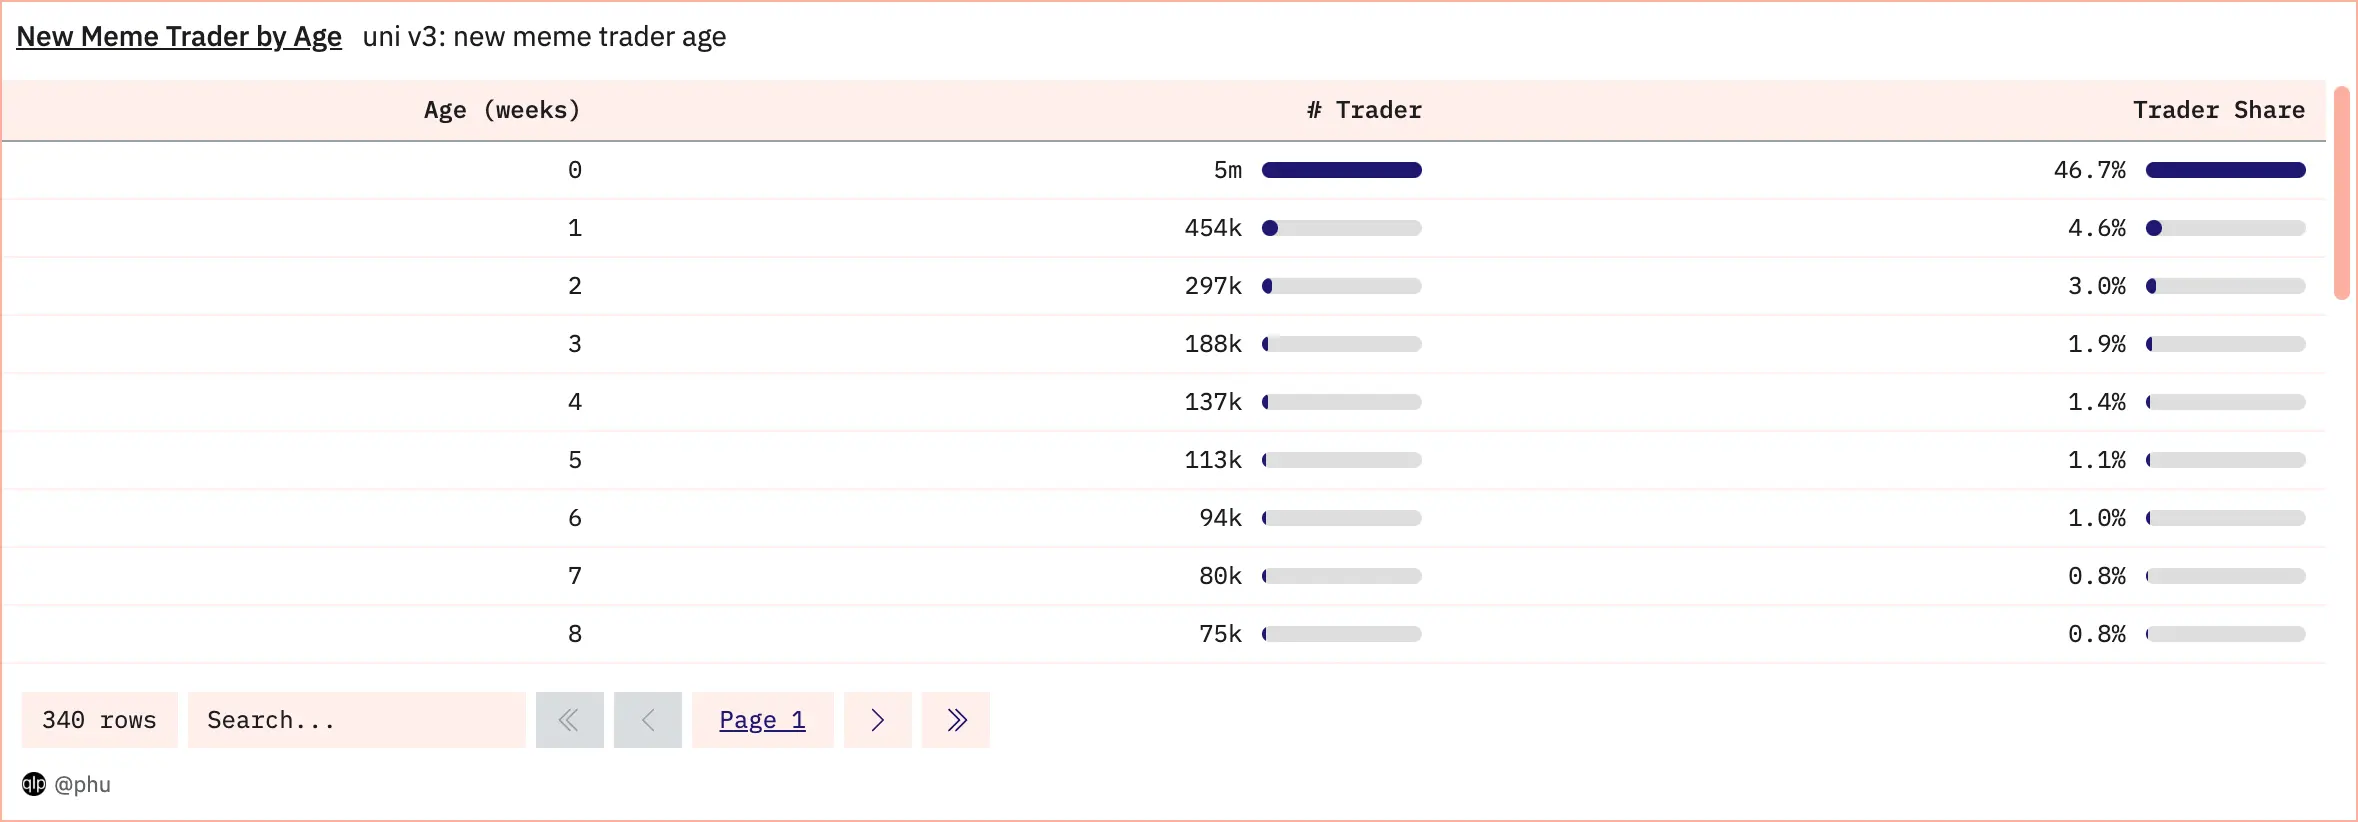 New Meme Trader by Age uni v3: new meme trader age
Age (weeks) # Trader Trader Share
0 5m 46.7%
1 454k 4.6%
2 297k 3.0%
3 188k 1.9%
4 137k 1.4%
5 113k 1.1%
6 94k 1.0%
7 80k 0.8%
8 75k 0.8%
340 rows Search... Page 1
qlp @phu